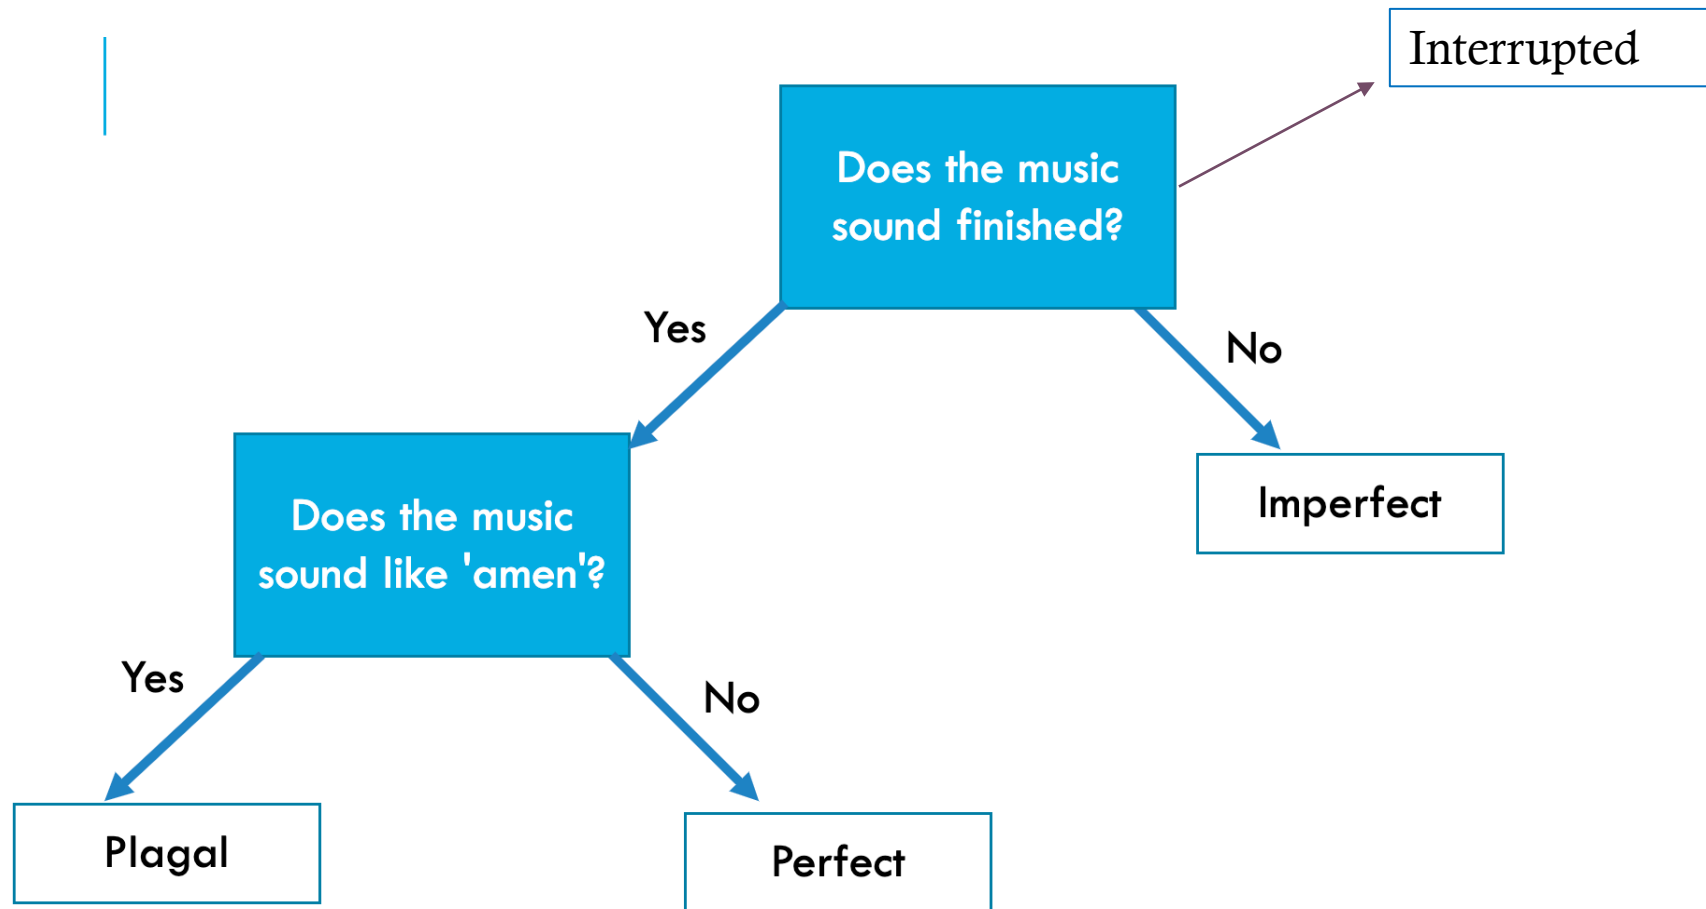 Interrupted
Does the music
sound finished?
Yes
No
Does the music
sound like 'amen'?
Imperfect
Yes
No
Plagal
Perfect